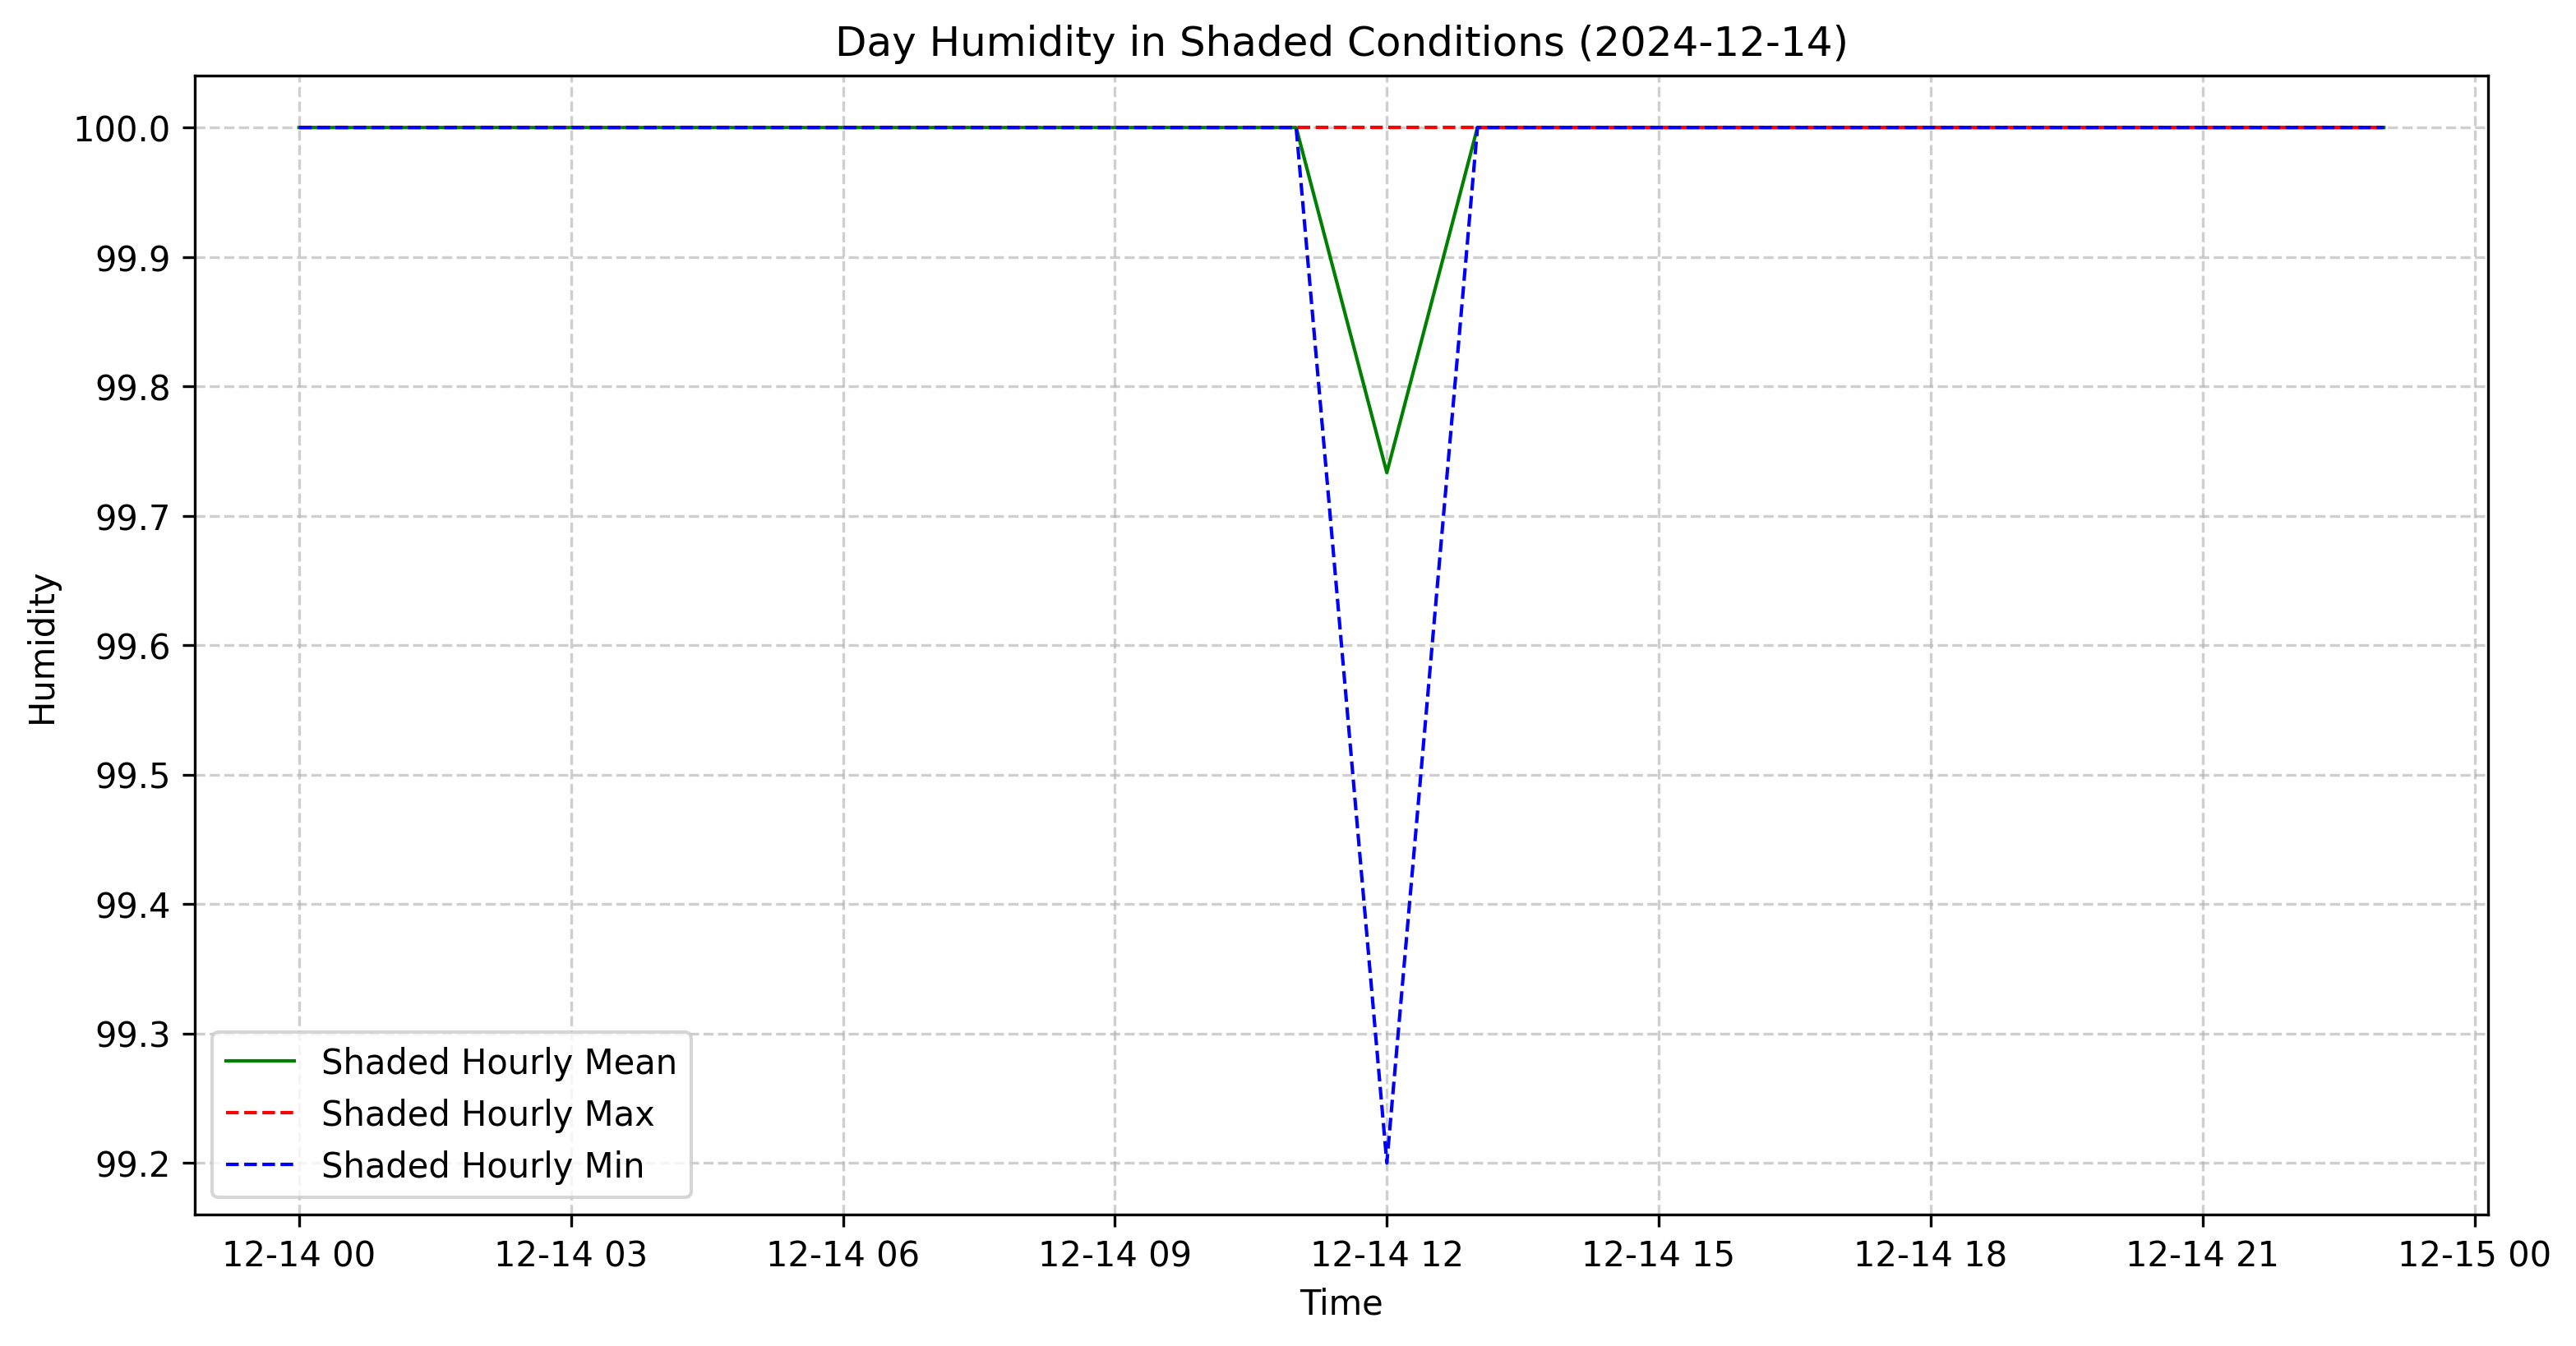 Day Humidity in Shaded Conditions (2024-12-14)
100.0
99.9
99.8
99.7
99.6
99.5
99.4
99.3
99.2
Humidity
Shaded Hourly Mean
Shaded Hourly Max
Shaded Hourly Min
12-14 00 12-14 03 12-14 06 12-14 09 12-14 12 12-14 15 12-14 18 12-14 21 12-15 00
Time